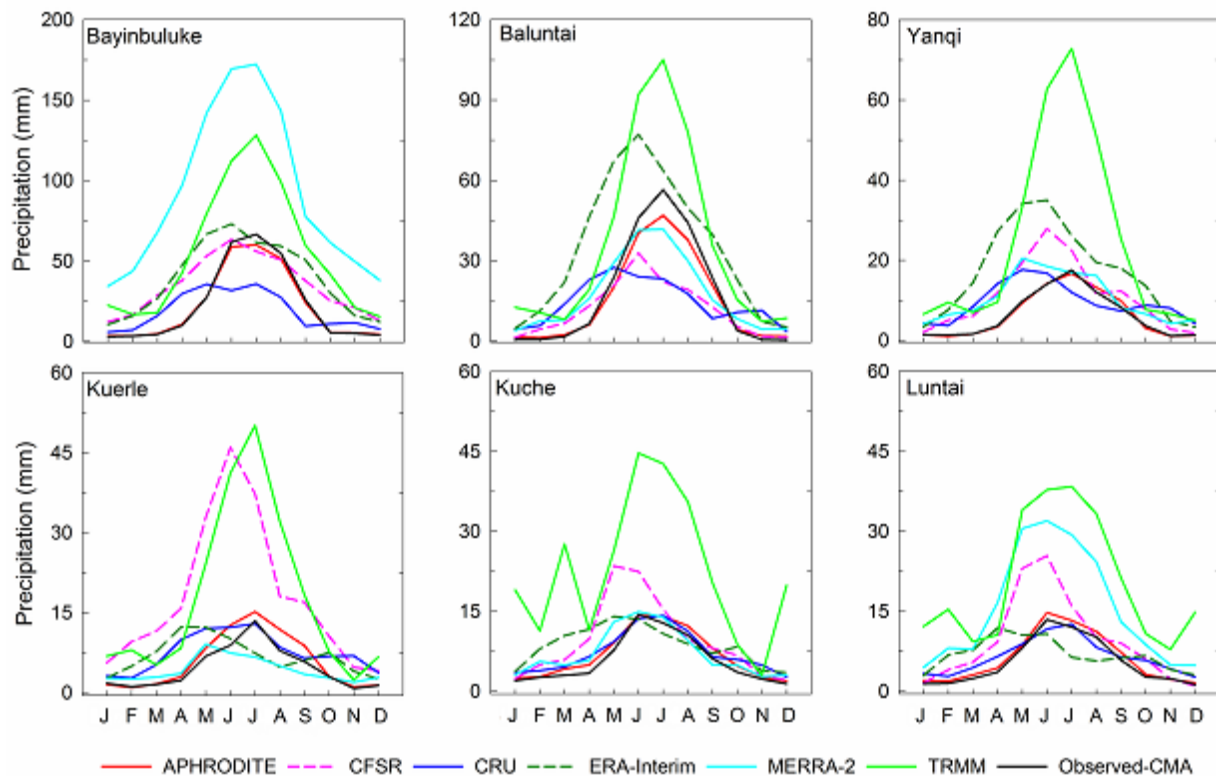 Bayinbuluke
Baluntai
Yanqi
Precipitation (mm)
200
150
100
50
0
120
90
60
30
0
80
60
40
20
0
Kuerle
Kuche
Luntai
Precipitation (mm)
60
45
30
15
0
60
45
30
15
0
60
45
30
15
0
J F M A M J J A S O N D
J F M A M J J A S O N D
J F M A M J J A S O N D
APHRODITE CFSR CRU ERA-Interim MERRA-2 TRMM Observed-CMA